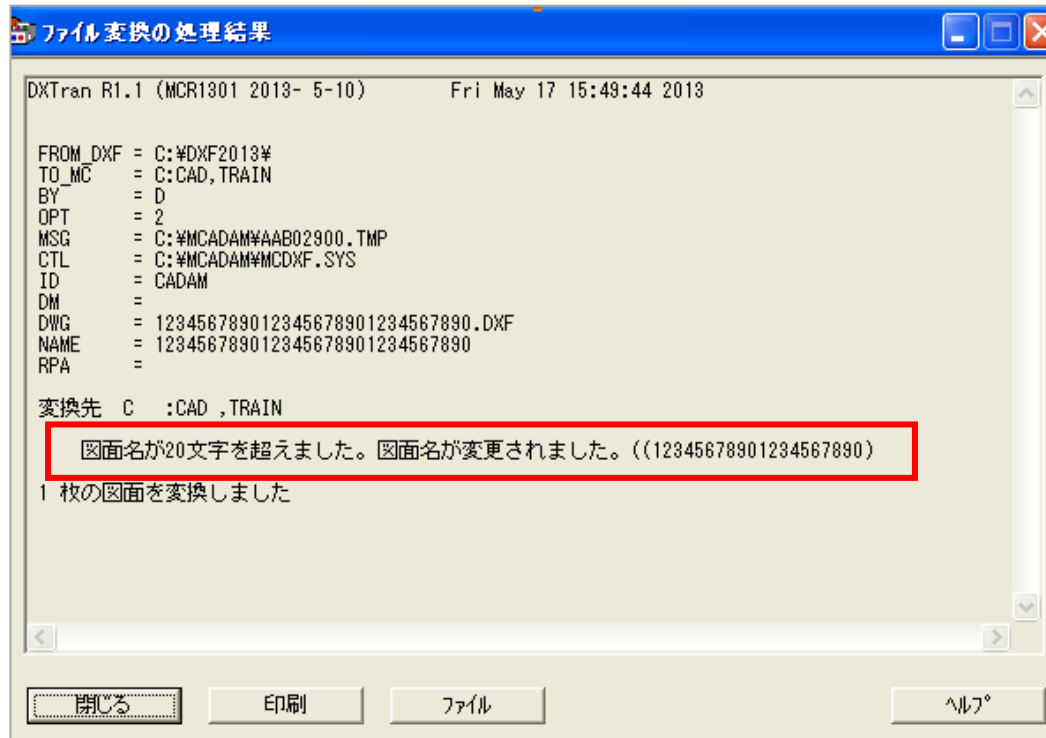 ファイル変換の処理結果
DXTran R1.1 (MCR1301 2013- 5-10)      Fri May 17 15:49:44 2013
FROM_DXF = C:¥DXF2013¥
TO_MC    = C:CAD,TRAIN
BY       = D
OPT      = 2
MSG      = C:¥MCADAM¥AAB02900.TMP
CTL      = C:¥MCADAM¥MCDXF.SYS
ID       = CADAM
DM       =
DWG      = 123456789012345678901234567890.DXF
NAME     = 123456789012345678901234567890
RPA      =
変換先  C   :CAD ,TRAIN
図面名が20文字を超えました。図面名が変更されました。((12345678901234567890)
1 枚の図面を変換しました
閉じる 印刷 ファイル ヘルプ